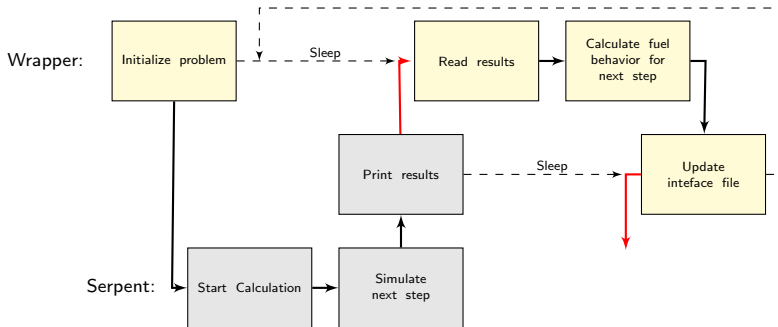 Wrapper:
Initialize problem
Sleep
Read results
Calculate fuel
behavior for
next step
Print results
Sleep
Update
inteface file
Serpent:
Start Calculation
Simulate
next step